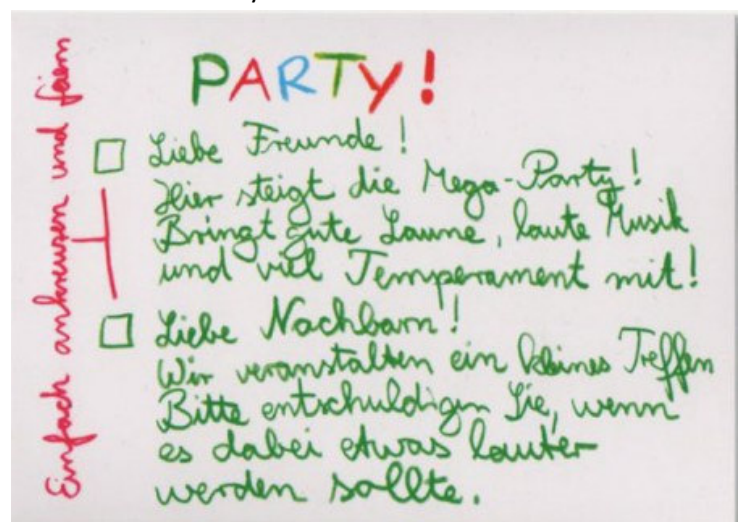 PARTY!
Einfach ankreuzen und feiern
Liebe Freunde!
Hier steigt die Mega-Party!
Bringt gute Laune, laute Musik
und viel Temperament mit!
Liebe Nachbarn!
Wir veranstalten ein kleines Treffen
Bitte entschuldigen Sie, wenn
es dabei etwas lauter
werden sollte.